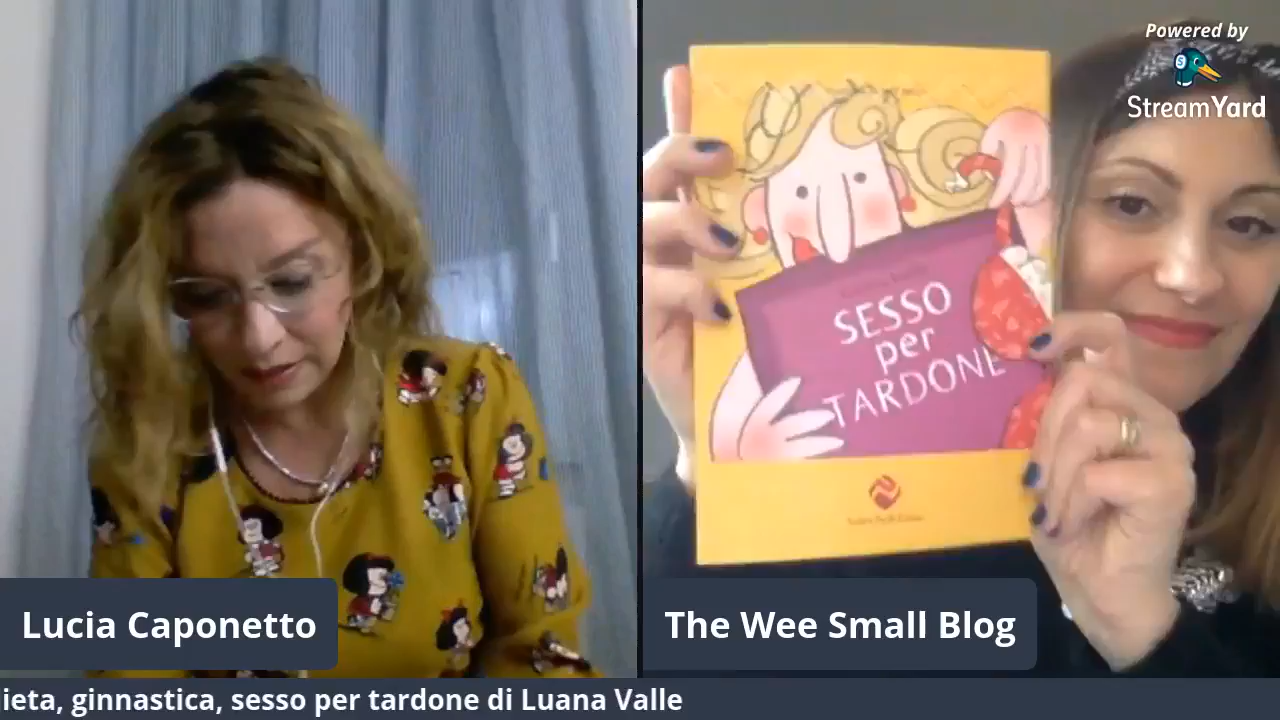 Powered by
StreamYard
SESSO
per
TARDONE
Lucia Caponetto
The Wee Small Blog
ieta, ginnastica, sesso per tardone di Luana Valle